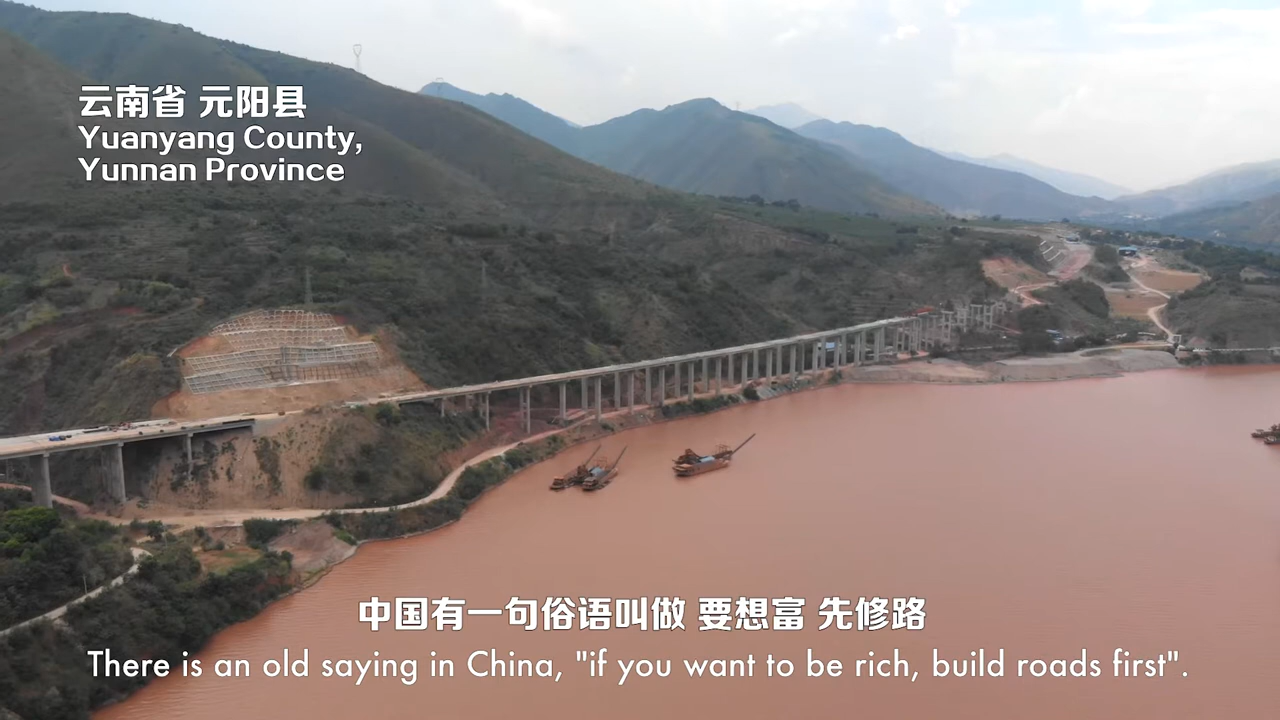 云南省 元阳县
Yuanyang County,
Yunnan Province
中国有一句俗语叫做 要想富 先修路
There is an old saying in China, "if you want to be rich, build roads first".